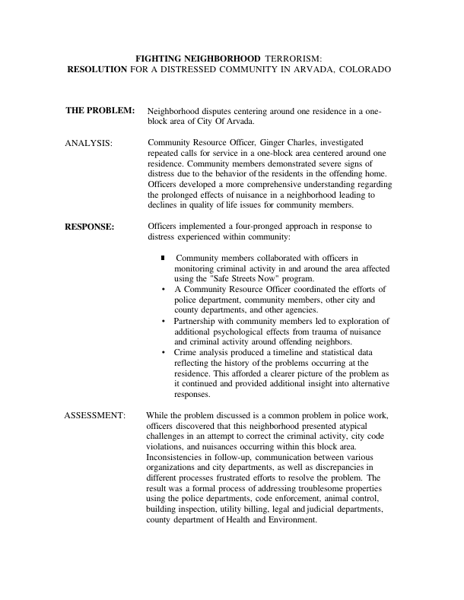 FIGHTING NEIGHBORHOOD TERRORISM:
RESOLUTION FOR A DISTRESSED COMMUNITY IN ARVADA, COLORADO
THE PROBLEM: Neighborhood disputes centering around one residence in a one-
block area of City Of Arvada.
ANALYSIS: Community Resource Officer, Ginger Charles, investigated
repeated calls for service in a one-block area centered around one
residence. Community members demonstrated severe signs of
distress due to the behavior of the residents in the offending home.
Officers developed a more comprehensive understanding regarding
the prolonged effects of nuisance in a neighborhood leading to
declines in quality of life issues for community members.
RESPONSE: Officers implemented a four-pronged approach in response to
distress experienced within community:
■ Community members collaborated with officers in
monitoring criminal activity in and around the area affected
using the "Safe Streets Now" program.
• A Community Resource Officer coordinated the efforts of
police department, community members, other city and
county departments, and other agencies.
• Partnership with community members led to exploration of
additional psychological effects from trauma of nuisance
and criminal activity around offending neighbors.
• Crime analysis produced a timeline and statistical data
reflecting the history of the problems occurring at the
residence. This afforded a clearer picture of the problem as
it continued and provided additional insight into alternative
responses.
ASSESSMENT: While the problem discussed is a common problem in police work,
officers discovered that this neighborhood presented atypical
challenges in an attempt to correct the criminal activity, city code
violations, and nuisances occurring within this block area.
Inconsistencies in follow-up, communication between various
organizations and city departments, as well as discrepancies in
different processes frustrated efforts to resolve the problem. The
result was a formal process of addressing troublesome properties
using the police departments, code enforcement, animal control,
building inspection, utility billing, legal and judicial departments,
county department of Health and Environment.